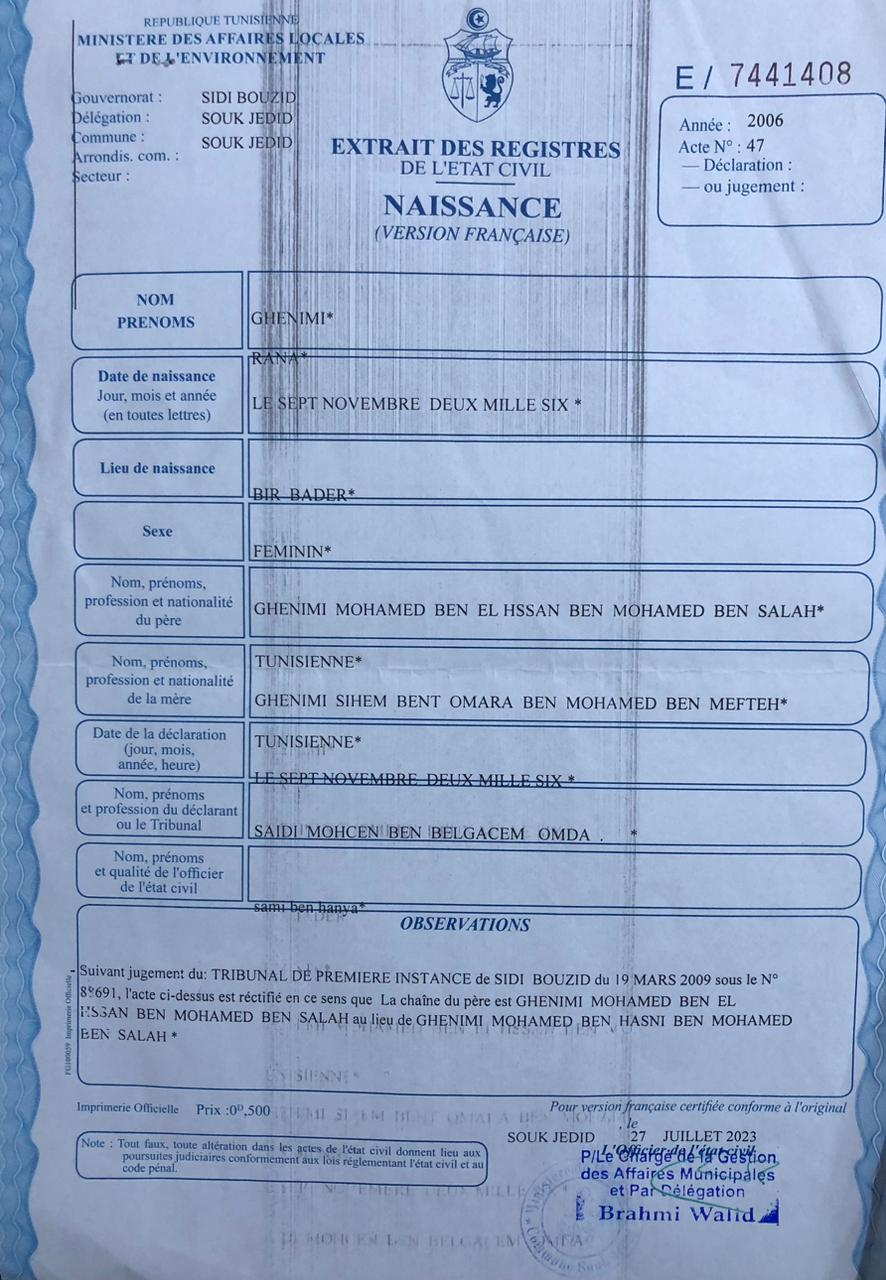 REPUBLIQUE TUNISIENNE
MINISTERE DES AFFAIRES LOCALES
ET DE L'ENVIRONNEMENT
Gouvernorat : SIDI BOUZID
Délégation : SOUK JEDID
Commune : SOUK JEDID
Arrondis. com. :
Secteur :
EXTRAIT DES REGISTRES
DE L'ETAT CIVIL
NAISSANCE
(VERSION FRANÇAISE)
E / 7441408
Année : 2006
Acte N° : 47
— Déclaration :
— ou jugement :
NOM
PRENOMS
GHENIMI*
RANA*
Date de naissance
Jour, mois et année
(en toutes lettres)
LE SEPT NOVEMBRE DEUX MILLE SIX *
Lieu de naissance
BIR BADER*
Sexe
FEMININ*
Nom, prénoms,
profession et nationalité
du père
GHENIMI MOHAMED BEN EL HSSAN BEN MOHAMED BEN SALAH*
TUNISIENNE*
Nom, prénoms,
profession et nationalité
de la mère
GHENIMI SIHEM BENT OMARA BEN MOHAMED BEN MEFTEH*
TUNISIENNE*
Date de la déclaration
(jour, mois,
année, heure)
LE SEPT NOVEMBRE DEUX MILLE SIX *
Nom, prénoms
et profession du déclarant
ou le Tribunal
SAIDI MOHCEN BEN BELGACEM OMDA . *
Nom, prénoms
et qualité de l'officier
de l'état civil
sami ben hanya*
OBSERVATIONS
Suivant jugement du: TRIBUNAL DE PREMIERE INSTANCE de SIDI BOUZID du 19 MARS 2009 sous le N°
l'acte ci-dessus est réctifié en ce sens que La chaîne du père est GHENIMI MOHAMED BEN EL
HSSAN BEN MOHAMED BEN SALAH au lieu de GHENIMI MOHAMED BEN HASNI BEN MOHAMED
BEN SALAH *
FG100059 Imprimerie Officielle
Imprimerie Officielle Prix :0ᴰ,500
Pour version française certifiée conforme à l'original
le
SOUK JEDID 27 JUILLET 2023
L'Officier de l'état civil
P/Le Chargé de la Gestion
des Affaires Municipales
et Par Délégation
Brahmi Walid
Note : Tout faux, toute altération dans les actes de l'état civil donnent lieu aux
poursuites judiciaires conformement aux lois réglementant l'état civil et au
code pénal.